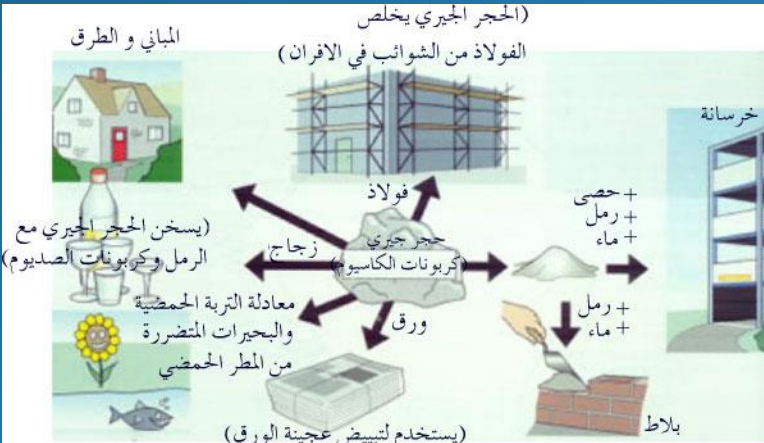 (الحجر الجيري يخلص
الفولاذ من الشوائب في الافران )
المباني و الطرق
خرسانة
فولاذ
+ حصى
+ رمل
+ ماء
حجر جيري
(كربونات الكاسيوم)
زجاج
(يسخن الحجر الجيري مع
الرمل وكربونات الصديوم)
معادلة التربة الحمضية
والبحيرات المتضررة
من المطر الحمضي
ورق
+ رمل
+ ماء
بلاط
(يستخدم لتبييض عجينة الورق)